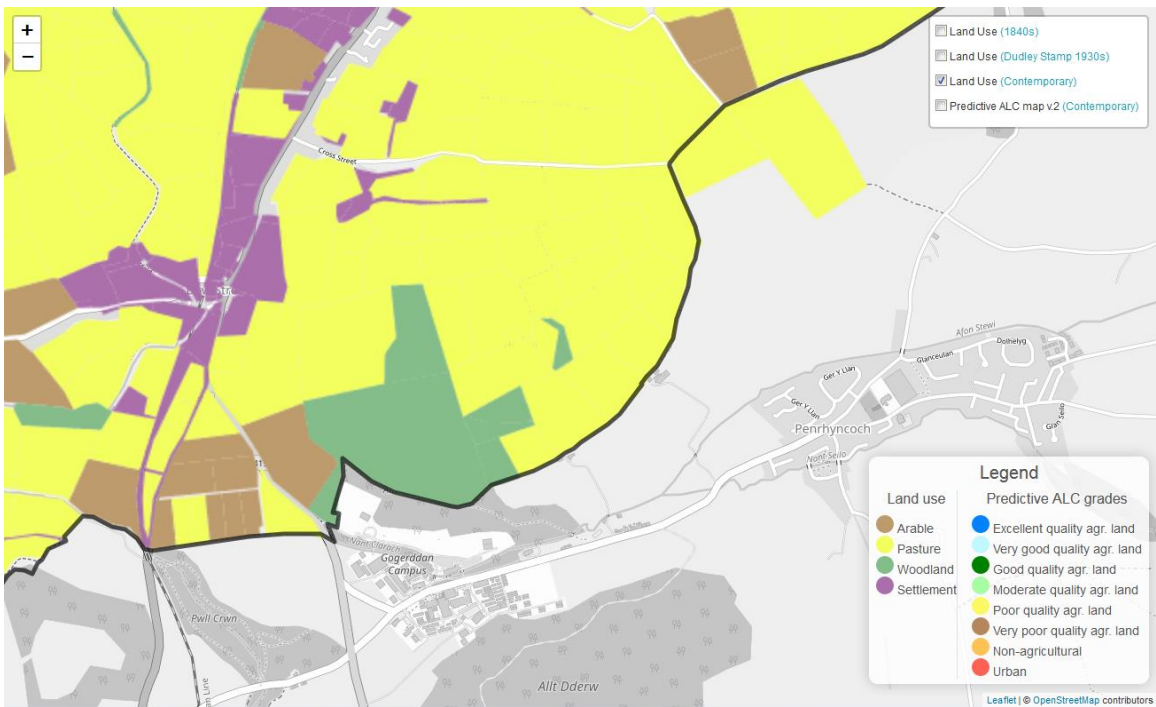 +
−
Land Use (1840s)
Land Use (Dudley Stamp 1930s)
Land Use (Contemporary)
Predictive ALC map v.2 (Contemporary)
Cross Street
Afon Stewi
Dolhelyg
Glanceulan
Ger Y Llan
Ger Y Llan
Glan Seilo
Penrhyncoch
Nant Seilo
Nant Clarach
Gogerddan
Campus
Pwll Crwn
Allt Dderw
Legend
Land use
Arable
Pasture
Woodland
Settlement
Predictive ALC grades
Excellent quality agr. land
Very good quality agr. land
Good quality agr. land
Moderate quality agr. land
Poor quality agr. land
Very poor quality agr. land
Non-agricultural
Urban
Leaflet | © OpenStreetMap contributors